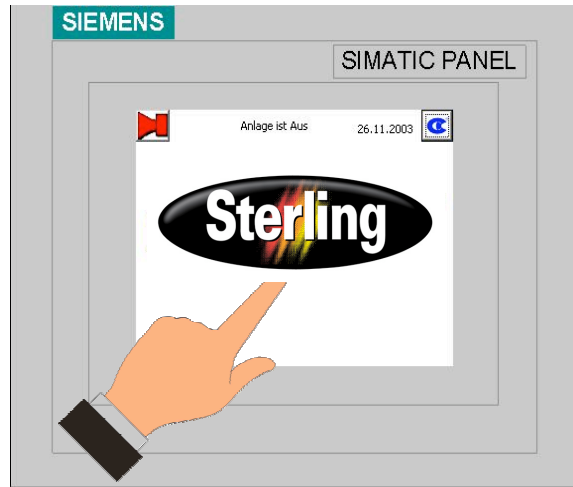 SIEMENS
SIMATIC PANEL
Anlage ist Aus
26.11.2003
Sterling